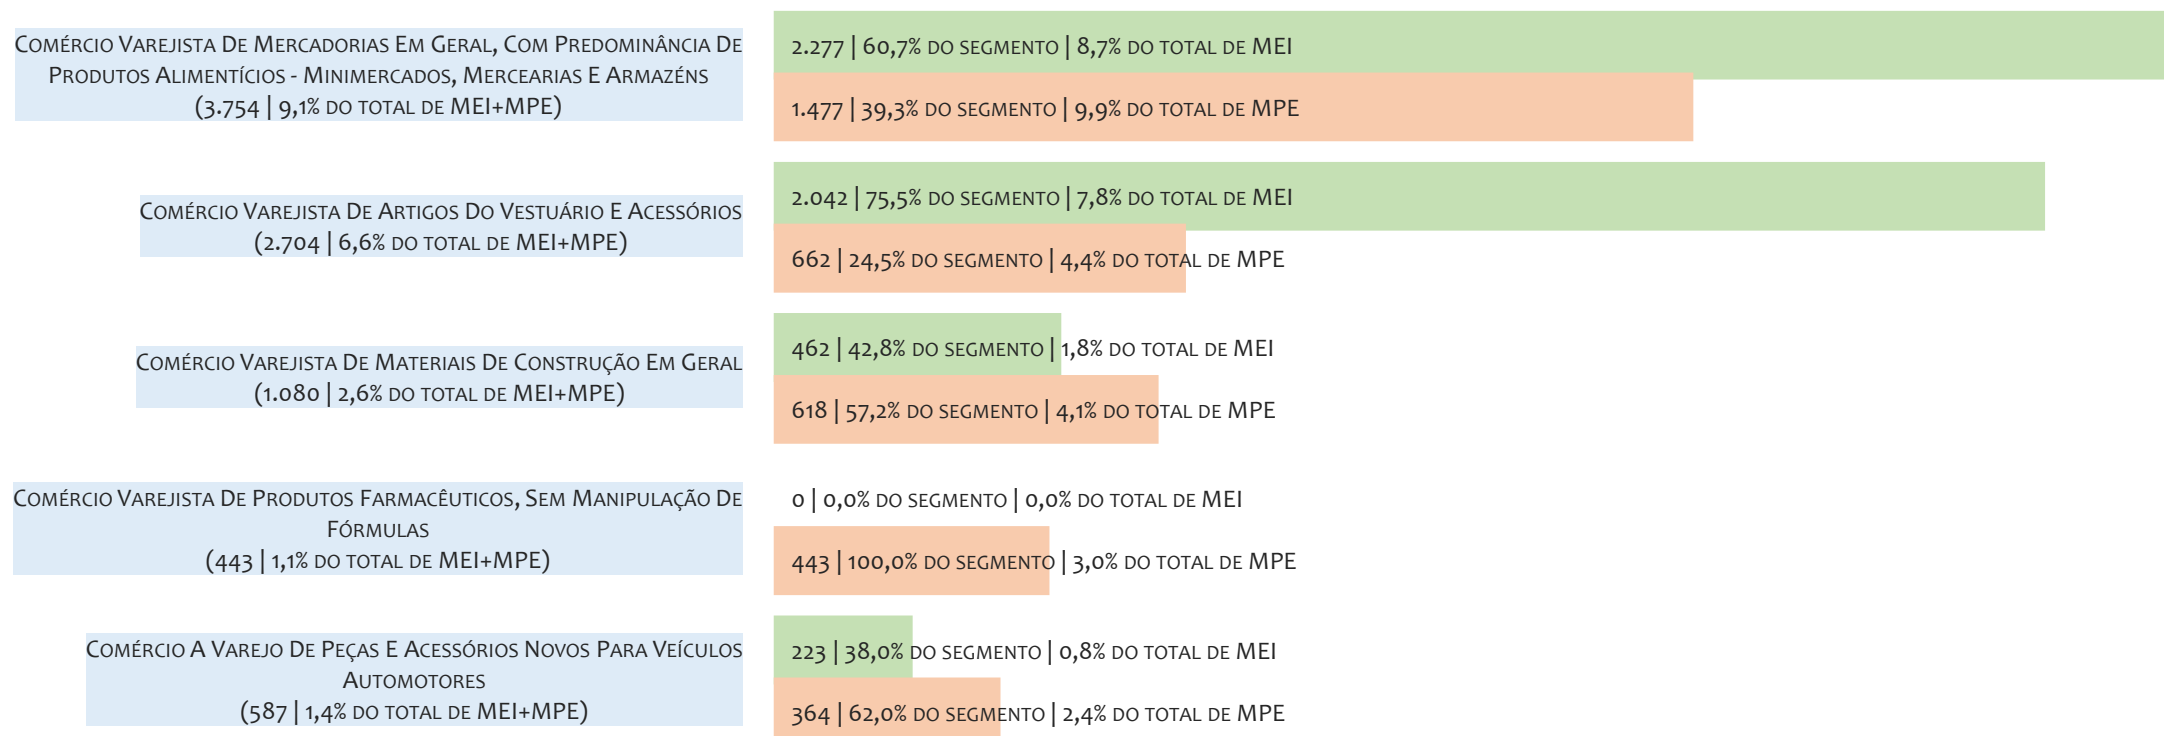 Comércio Varejista De Mercadorias Em Geral, Com Predominância De
Produtos Alimentícios - Minimercados, Mercearias E Armazéns
(3.754 | 9,1% do total de MEI+MPE)
2.277 | 60,7% do segmento | 8,7% do total de MEI
1.477 | 39,3% do segmento | 9,9% do total de MPE
Comércio Varejista De Artigos Do Vestuário E Acessórios
(2.704 | 6,6% do total de MEI+MPE)
2.042 | 75,5% do segmento | 7,8% do total de MEI
662 | 24,5% do segmento | 4,4% do total de MPE
Comércio Varejista De Materiais De Construção Em Geral
(1.080 | 2,6% do total de MEI+MPE)
462 | 42,8% do segmento | 1,8% do total de MEI
618 | 57,2% do segmento | 4,1% do total de MPE
Comércio Varejista De Produtos Farmacêuticos, Sem Manipulação De
Fórmulas
(443 | 1,1% do total de MEI+MPE)
0 | 0,0% do segmento | 0,0% do total de MEI
443 | 100,0% do segmento | 3,0% do total de MPE
Comércio A Varejo De Peças E Acessórios Novos Para Veículos
Automotores
(587 | 1,4% do total de MEI+MPE)
223 | 38,0% do segmento | 0,8% do total de MEI
364 | 62,0% do segmento | 2,4% do total de MPE